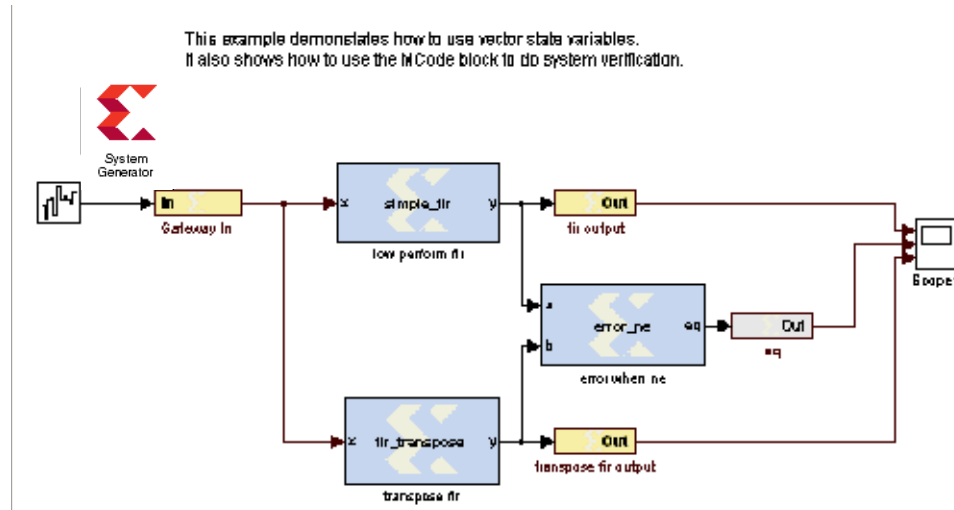 This example demonstates how to use vector state variables.
It also shows how to use the MCode block to do system verification.
System
Generator
In
Gateway In
x
simple_fir
y
low perform fir
Out
fir output
Scope
a
b
error_ne
eq
error when ne
Out
eq
x
fir_transpose
y
transpose fir
Out
transpose fir output